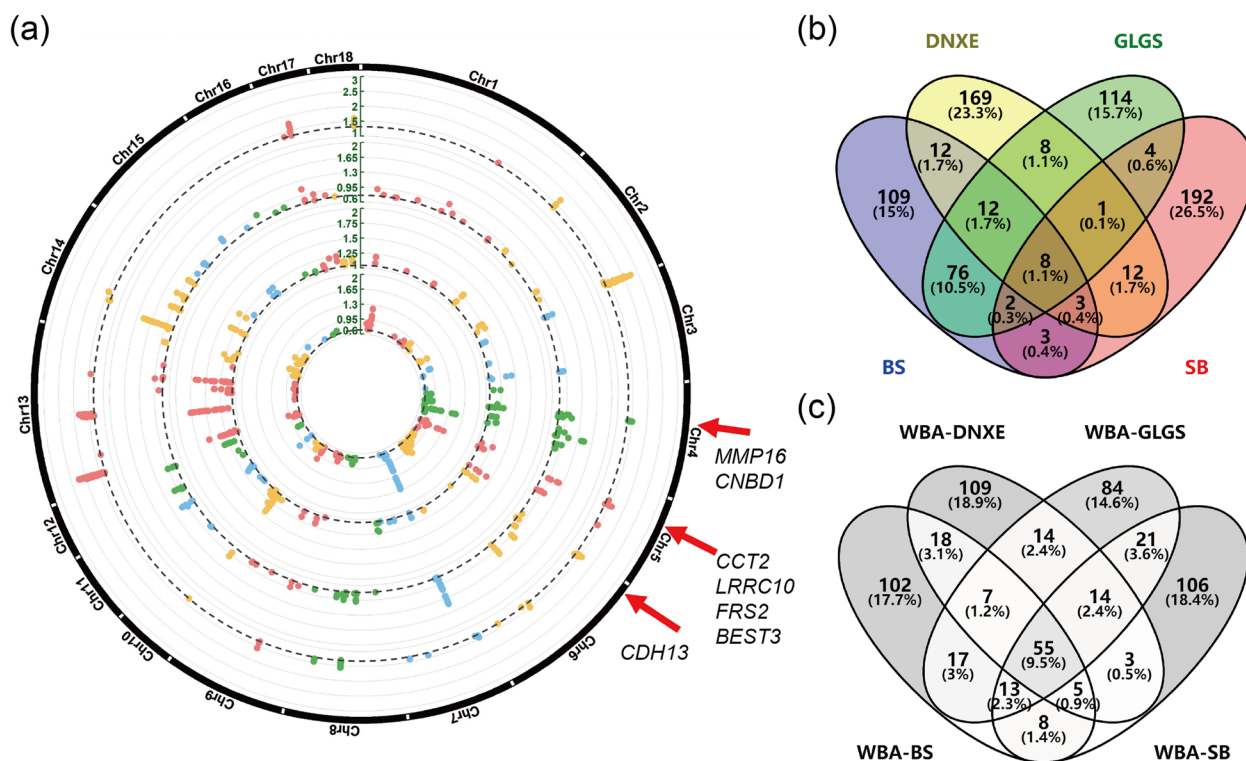 (a)
Chr1
Chr2
Chr3
Chr4
Chr5
Chr6
Chr7
Chr8
Chr9
Chr10
Chr11
Chr12
Chr13
Chr14
Chr15
Chr16
Chr17
Chr18
3
2.5
2
1.5
1
2
1.65
1.3
0.95
0.6
2
1.75
1.5
1.25
1
2
1.65
1.3
0.95
0.6
MMP16
CNBD1
CCT2
LRRC10
FRS2
BEST3
CDH13
(b)
DNXE
GLGS
169
(23.3%)
114
(15.7%)
12
(1.7%)
8
(1.1%)
4
(0.6%)
109
(15%)
192
(26.5%)
12
(1.7%)
1
(0.1%)
76
(10.5%)
8
(1.1%)
12
(1.7%)
2
(0.3%)
3
(0.4%)
3
(0.4%)
BS
SB
(c)
WBA-DNXE
WBA-GLGS
109
(18.9%)
84
(14.6%)
18
(3.1%)
14
(2.4%)
21
(3.6%)
102
(17.7%)
106
(18.4%)
7
(1.2%)
14
(2.4%)
17
(3%)
55
(9.5%)
3
(0.5%)
13
(2.3%)
5
(0.9%)
8
(1.4%)
WBA-BS
WBA-SB